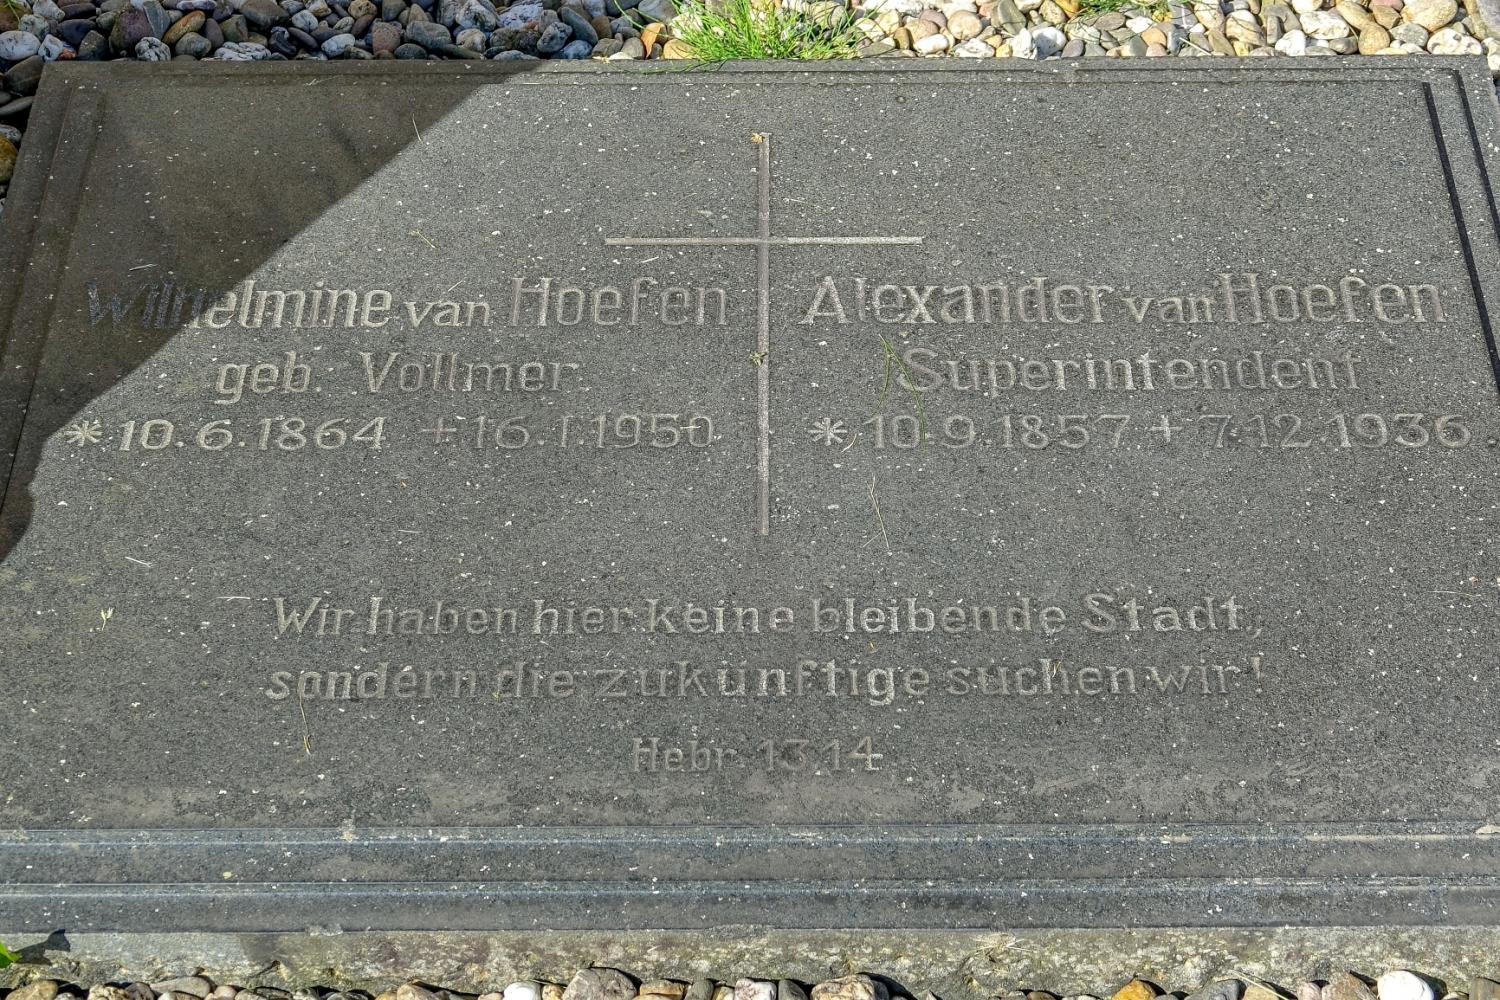 Wilhelmine van Hoefen
geb. Vollmer
* 10.6.1864 + 16.1.1950
Alexander van Hoefen
Superintendent
* 10.9.1857 + 7.12.1936
Wir haben hier keine bleibende Stadt,
sondern die zukünftige suchen wir!
Hebr. 13.14